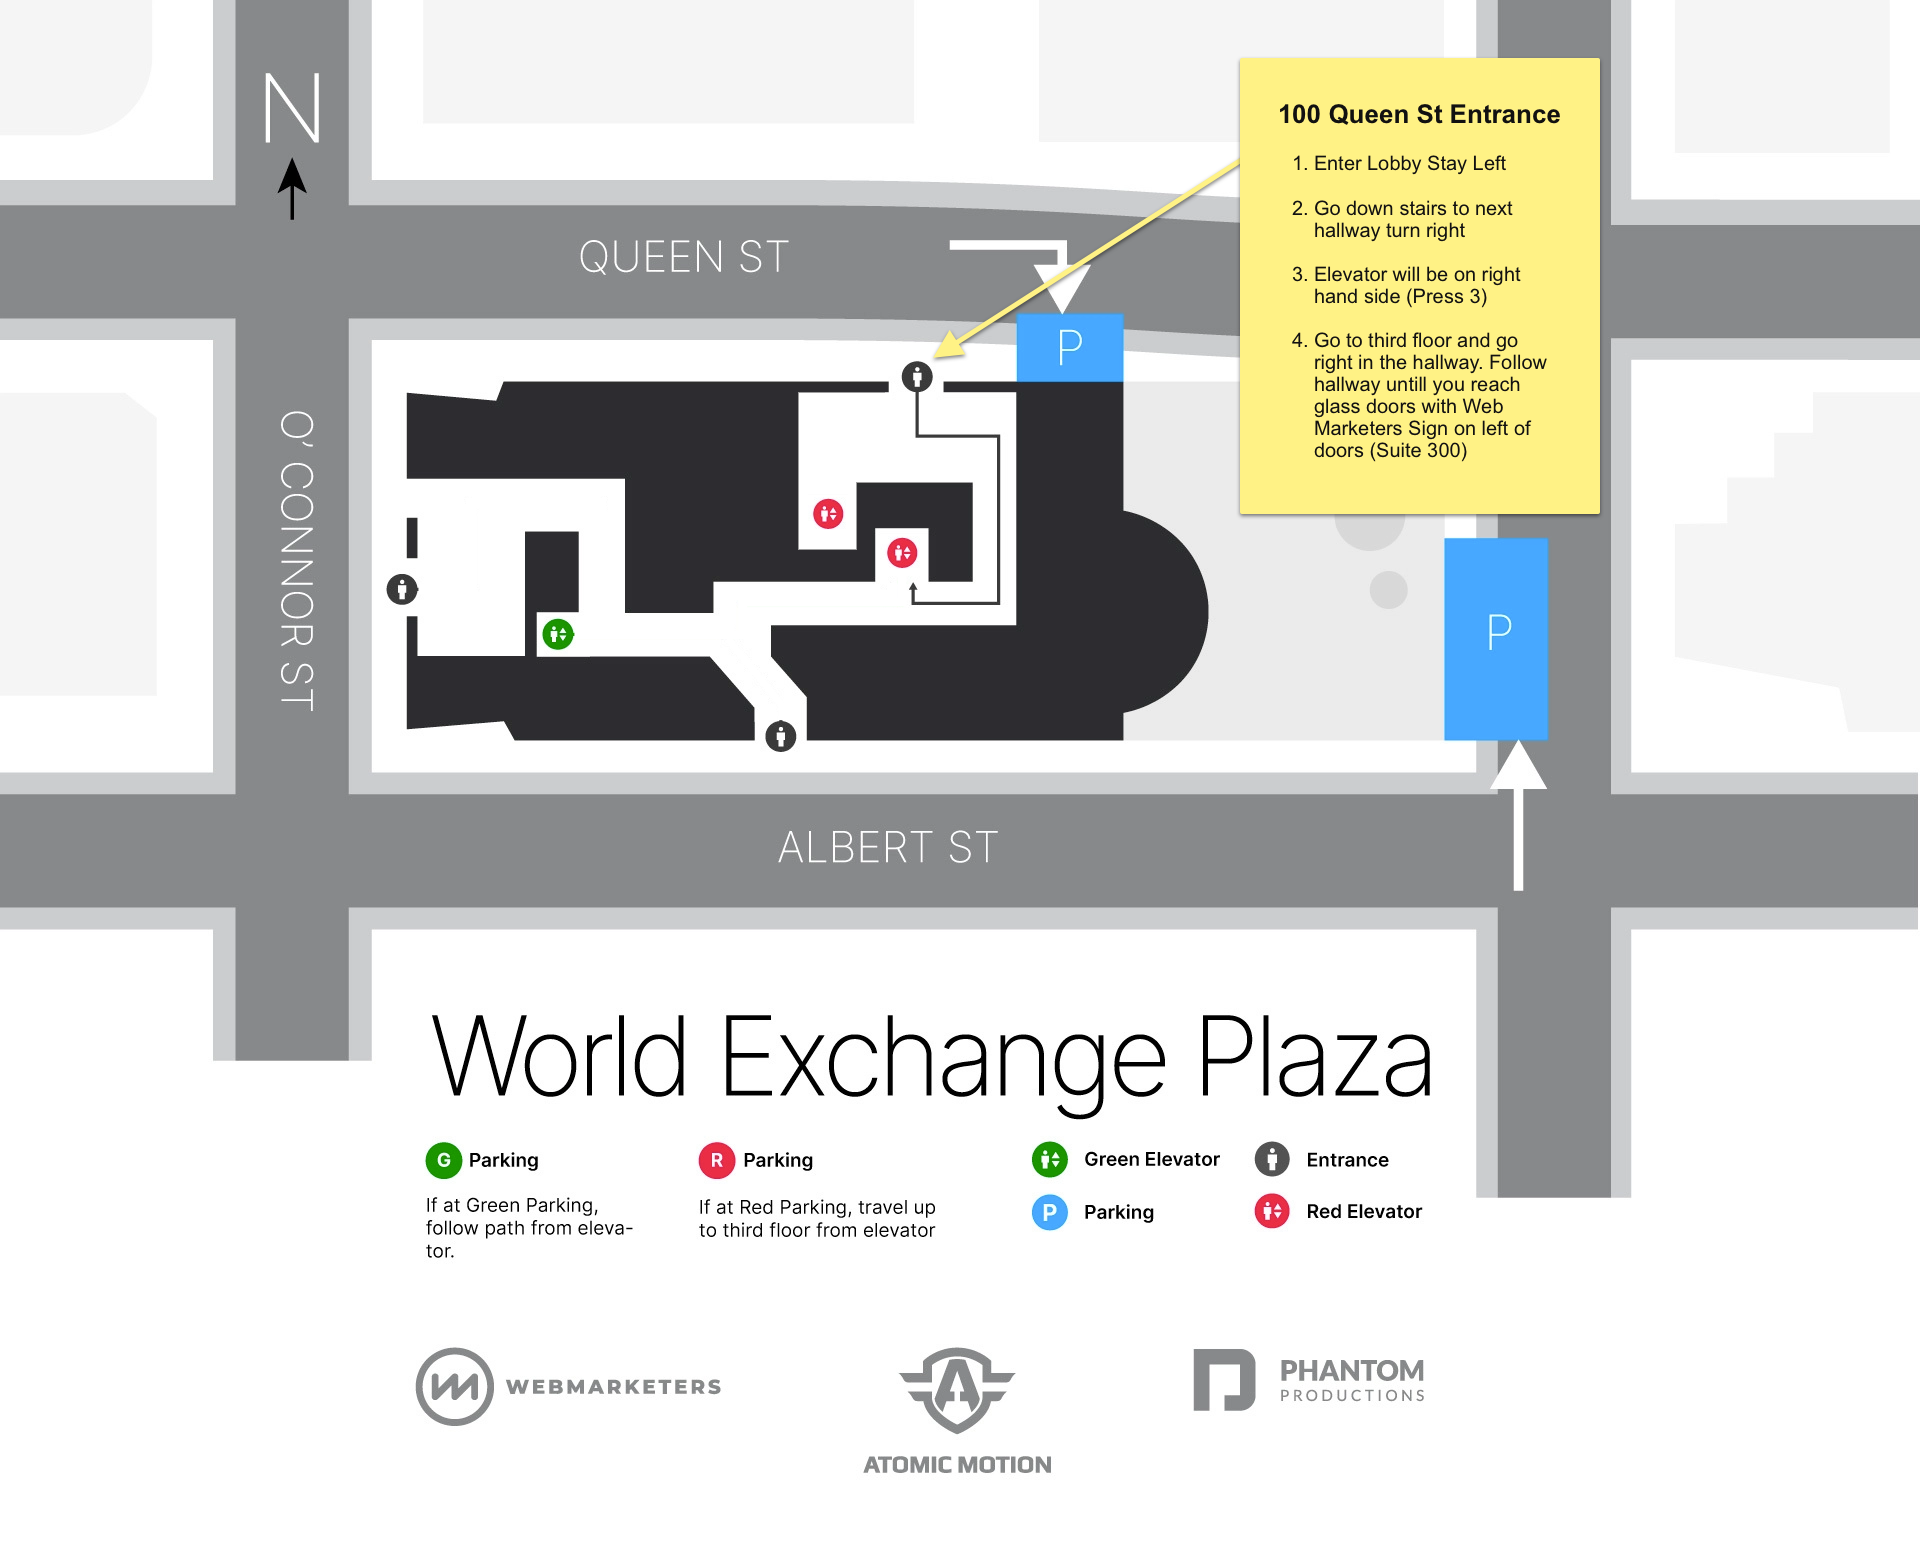 N
100 Queen St Entrance
1. Enter Lobby Stay Left
2. Go down stairs to next
hallway turn right
3. Elevator will be on right
hand side (Press 3)
4. Go to third floor and go
right in the hallway. Follow
hallway untill you reach
glass doors with Web
Marketers Sign on left of
doors (Suite 300)
QUEEN ST
P
O' CONNOR ST
P
ALBERT ST
World Exchange Plaza
G Parking
If at Green Parking,
follow path from eleva-
tor.
R Parking
If at Red Parking, travel up
to third floor from elevator
Green Elevator
Entrance
P Parking
Red Elevator
WEBMARKETERS
A
ATOMIC MOTION
PHANTOM
PRODUCTIONS